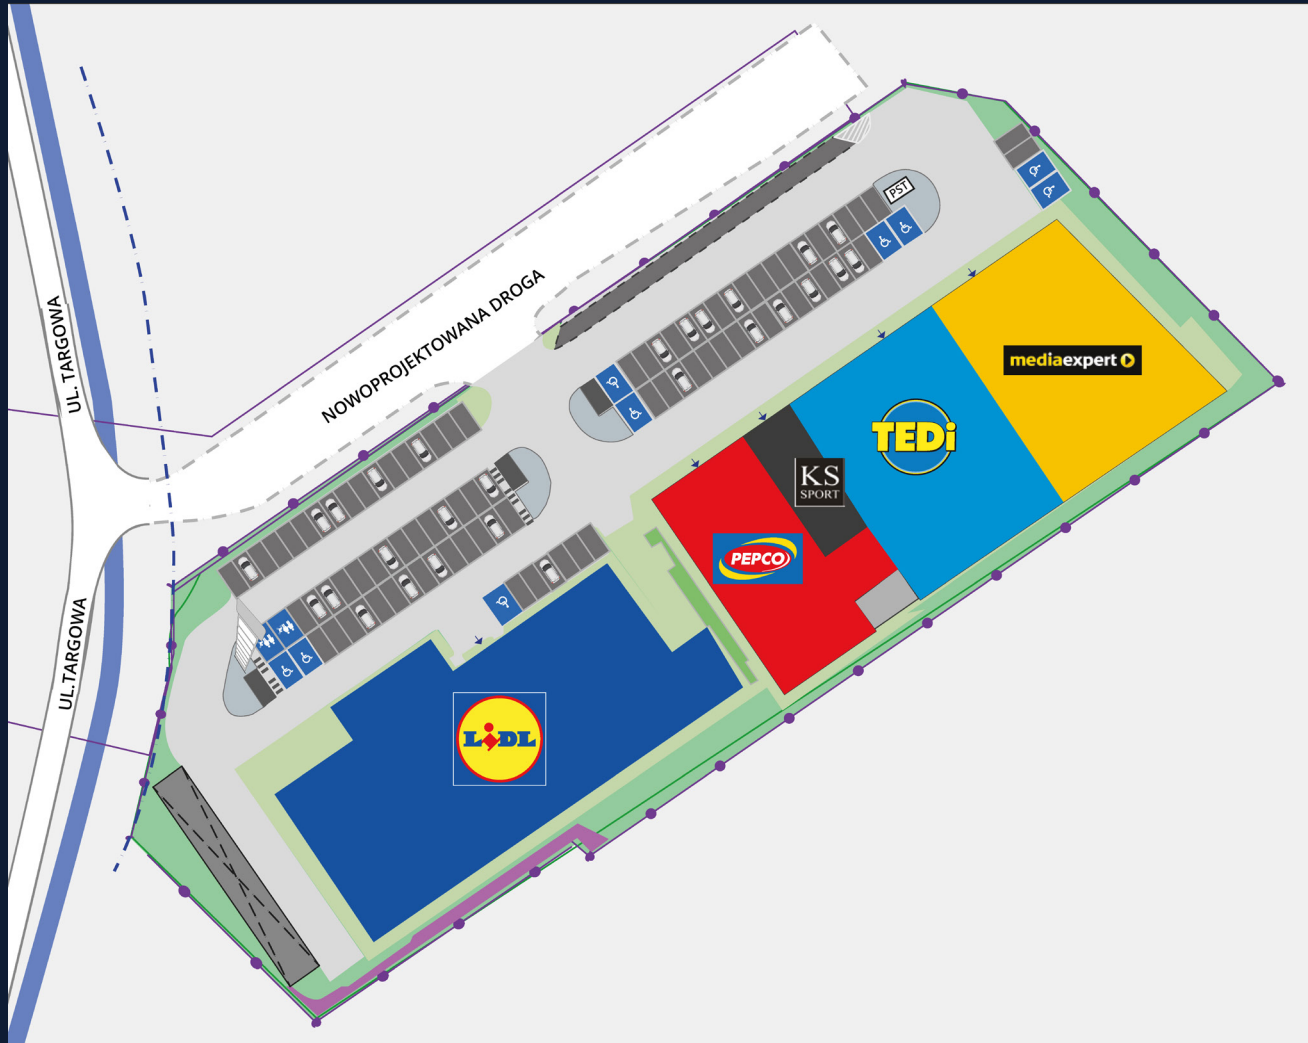 UL. TARGOWA
NOWOPROJEKTOWANA DROGA
PST
mediaexpert
TEDi
KS
SPORT
PEPCO
UL.TARGOWA
LIDL